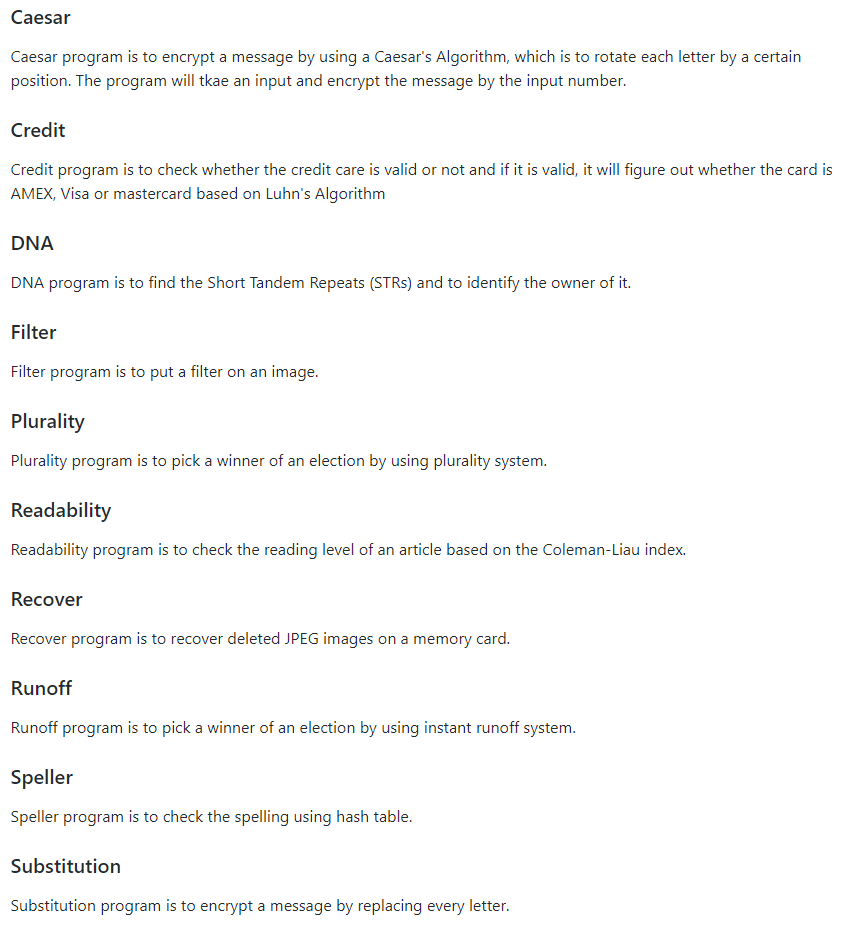 Caesar
Caesar program is to encrypt a message by using a Caesar's Algorithm, which is to rotate each letter by a certain
position. The program will tkae an input and encrypt the message by the input number.
Credit
Credit program is to check whether the credit care is valid or not and if it is valid, it will figure out whether the card is
AMEX, Visa or mastercard based on Luhn's Algorithm
DNA
DNA program is to find the Short Tandem Repeats (STRs) and to identify the owner of it.
Filter
Filter program is to put a filter on an image.
Plurality
Plurality program is to pick a winner of an election by using plurality system.
Readability
Readability program is to check the reading level of an article based on the Coleman-Liau index.
Recover
Recover program is to recover deleted JPEG images on a memory card.
Runoff
Runoff program is to pick a winner of an election by using instant runoff system.
Speller
Speller program is to check the spelling using hash table.
Substitution
Substitution program is to encrypt a message by replacing every letter.